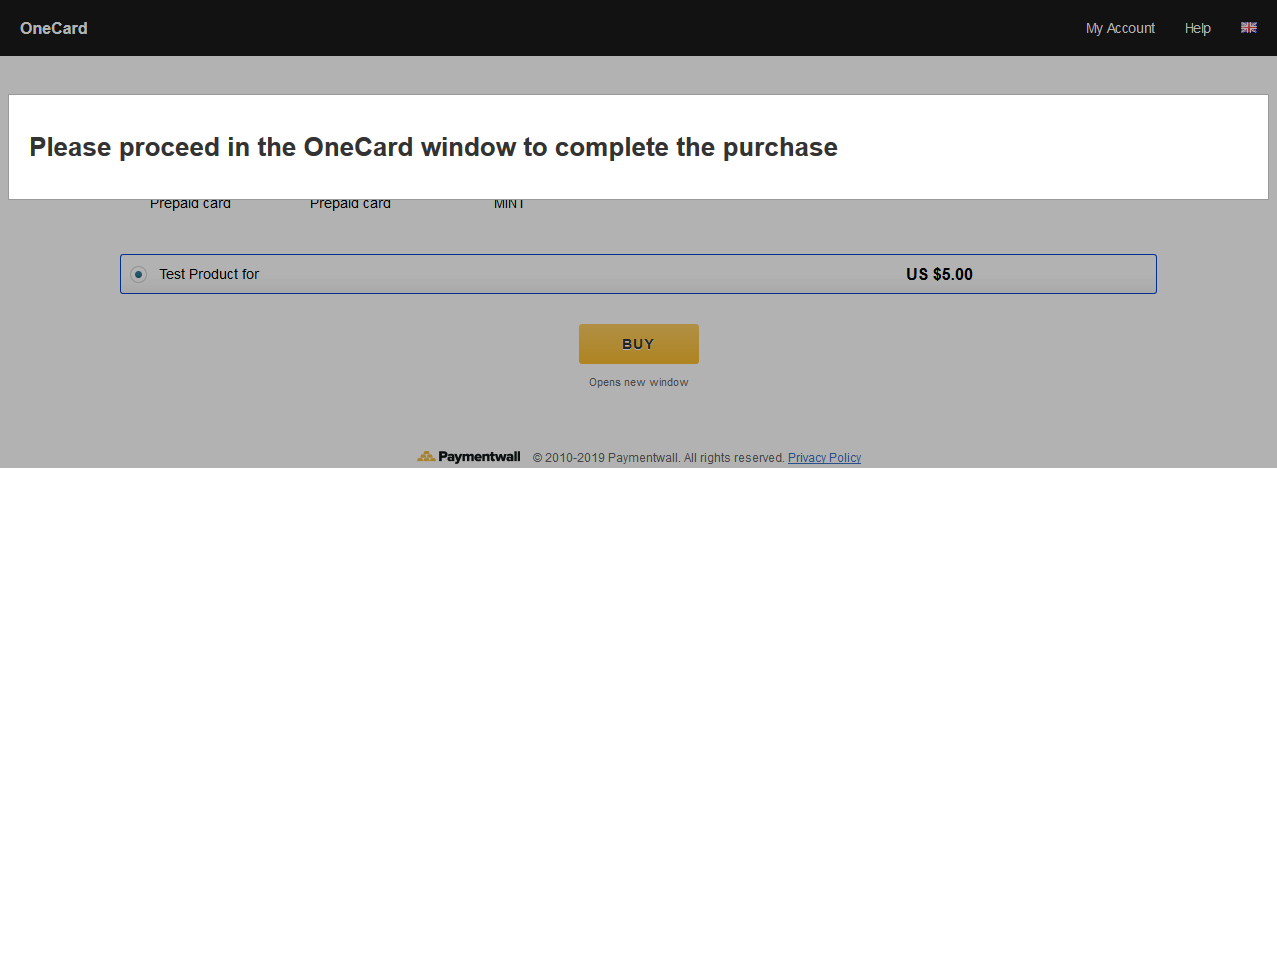 OneCard
My Account
Help
Please proceed in the OneCard window to complete the purchase
Prepaid card
Prepaid card
MINT
Test Product for
US $5.00
BUY
Opens new window
Paymentwall © 2010-2019 Paymentwall. All rights reserved. Privacy Policy